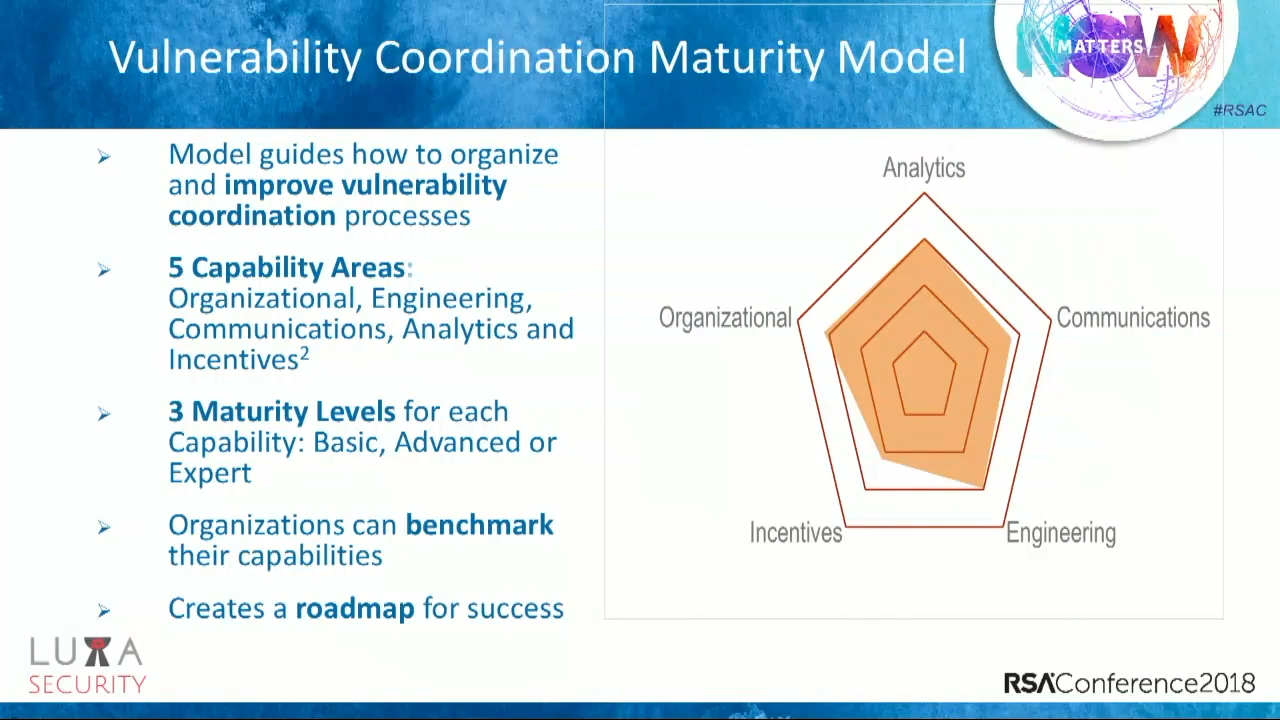 Vulnerability Coordination Maturity Model
NOW
MATTERS
#RSAC
➢ Model guides how to organize
and improve vulnerability
coordination processes
➢ 5 Capability Areas:
Organizational, Engineering,
Communications, Analytics and
Incentives²
➢ 3 Maturity Levels for each
Capability: Basic, Advanced or
Expert
➢ Organizations can benchmark
their capabilities
➢ Creates a roadmap for success
Analytics
Organizational
Communications
Incentives
Engineering
LUTA
SECURITY
RSAConference2018